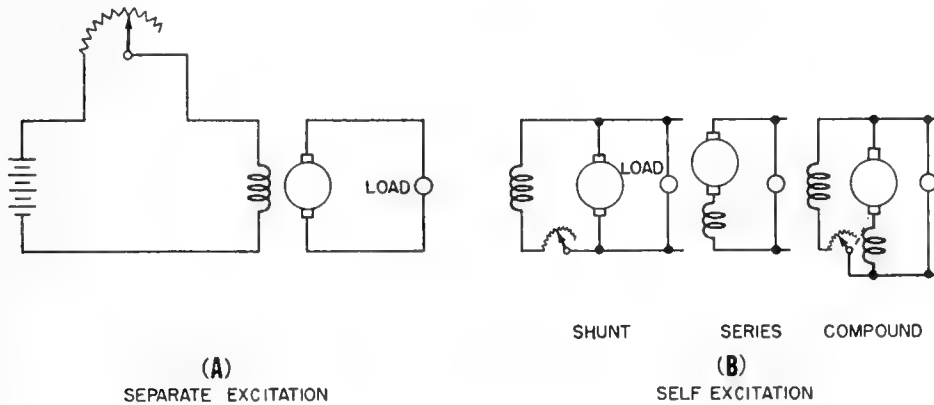 LOAD
LOAD
SHUNT
SERIES
COMPOUND
(A)
SEPARATE EXCITATION
(B)
SELF EXCITATION